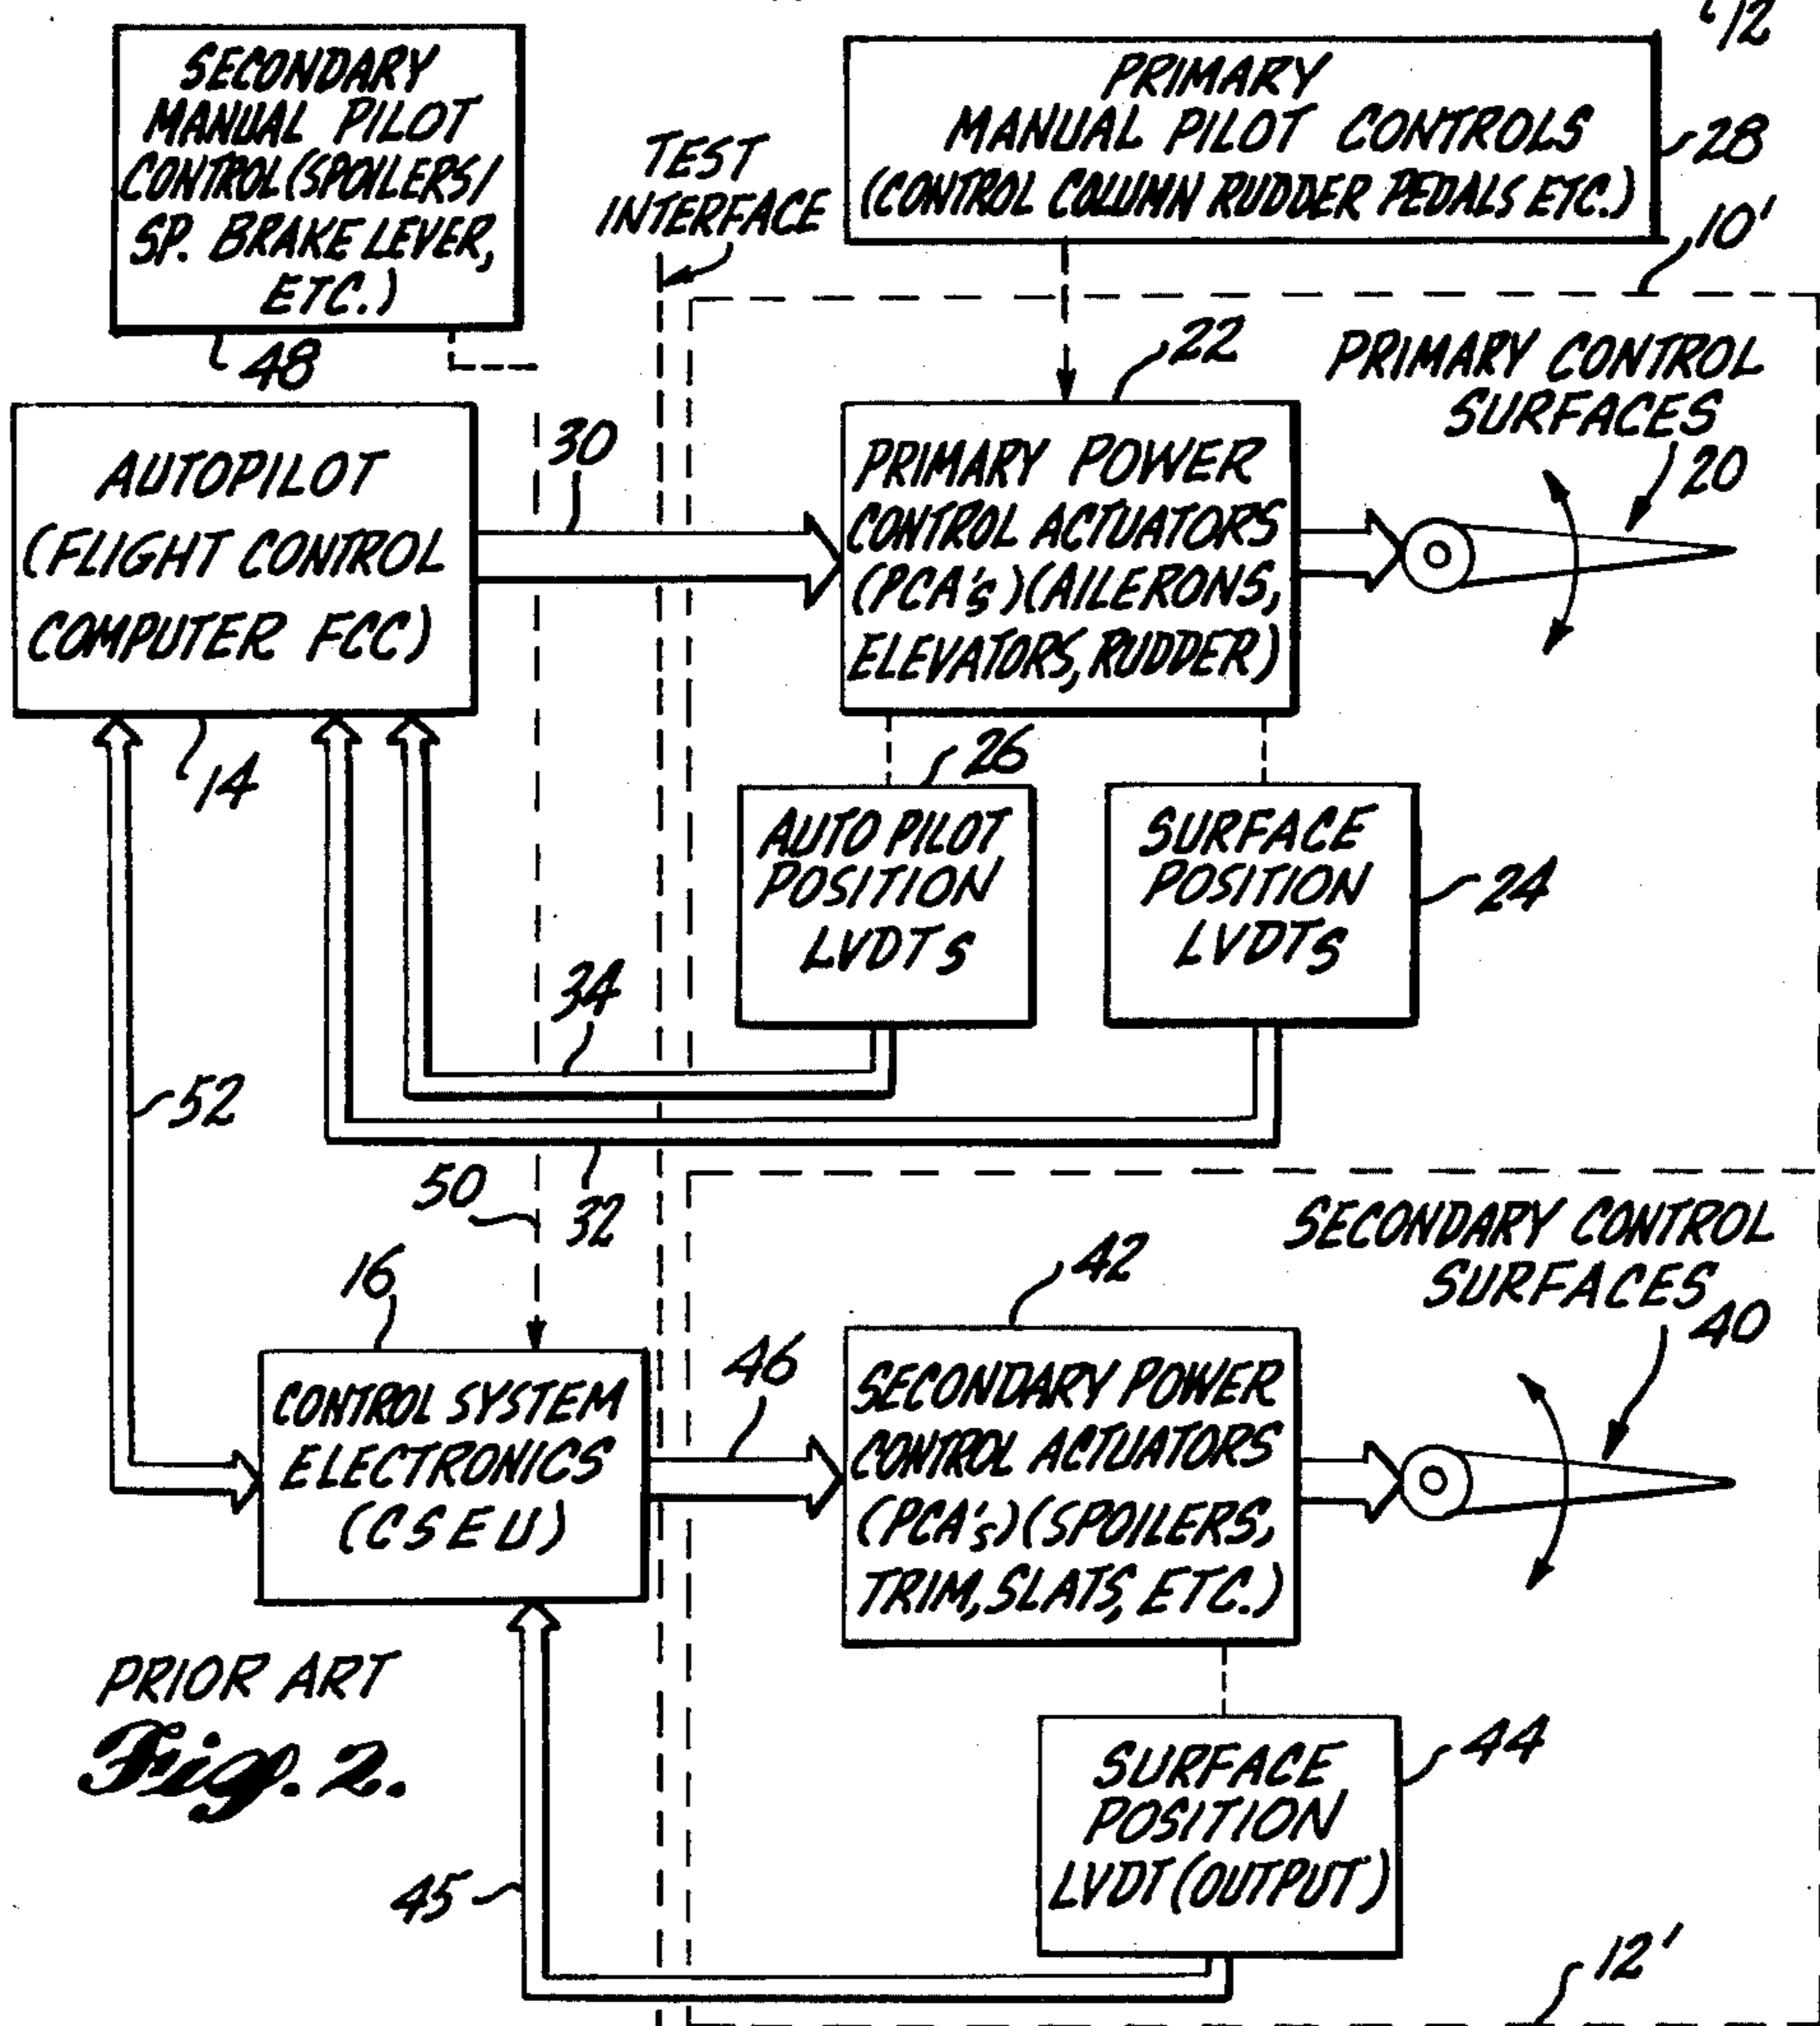 12
SECONDARY
MANUAL PILOT
CONTROL (SPOILERS/
SP. BRAKE LEVER,
ETC.)
48
TEST
INTERFACE
PRIMARY
MANUAL PILOT CONTROLS
(CONTROL COLUMN RUDDER PEDALS ETC.)
28
10'
22
PRIMARY CONTROL
SURFACES
20
AUTOPILOT
(FLIGHT CONTROL
COMPUTER FCC)
14
30
PRIMARY POWER
CONTROL ACTUATORS
(PCA's) (AILERONS,
ELEVATORS, RUDDER)
26
AUTO PILOT
POSITION
LVDTS
SURFACE
POSITION
LVDTS
24
34
52
32
50
16
CONTROL SYSTEM
ELECTRONICS
(CSEU)
46
42
SECONDARY POWER
CONTROL ACTUATORS
(PCA's) (SPOILERS,
TRIM, SLATS, ETC.)
SECONDARY CONTROL
SURFACES
40
PRIOR ART
Fig. 2.
45
SURFACE
POSITION
LVDT (OUTPUT)
44
12'